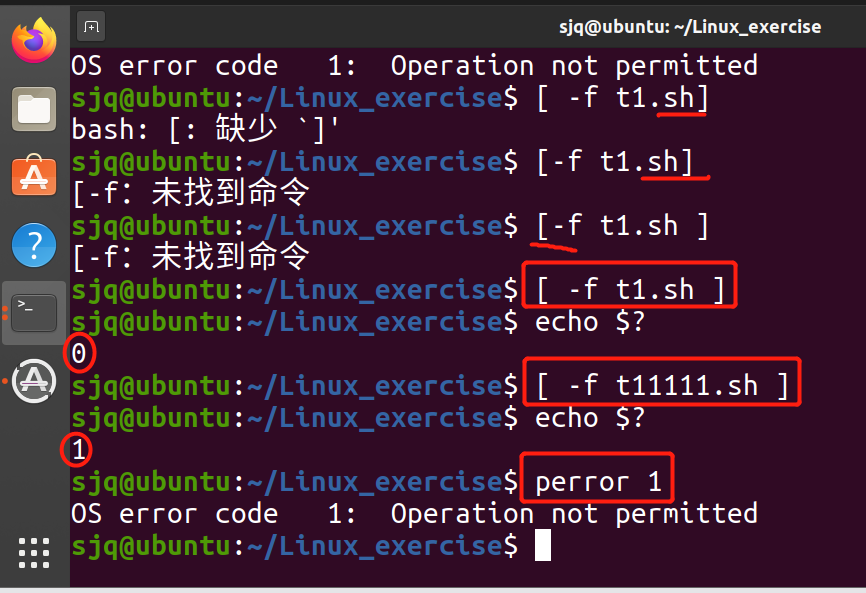 sjq@ubuntu: ~/Linux_exercise
OS error code   1:  Operation not permitted
sjq@ubuntu:~/Linux_exercise$ [ -f t1.sh]
bash: [: 缺少 `]'
sjq@ubuntu:~/Linux_exercise$ [-f t1.sh]
[-f：未找到命令
sjq@ubuntu:~/Linux_exercise$ [-f t1.sh ]
[-f：未找到命令
sjq@ubuntu:~/Linux_exercise$ [ -f t1.sh ]
sjq@ubuntu:~/Linux_exercise$ echo $?
0
sjq@ubuntu:~/Linux_exercise$ [ -f t11111.sh ]
sjq@ubuntu:~/Linux_exercise$ echo $?
1
sjq@ubuntu:~/Linux_exercise$ perror 1
OS error code   1:  Operation not permitted
sjq@ubuntu:~/Linux_exercise$